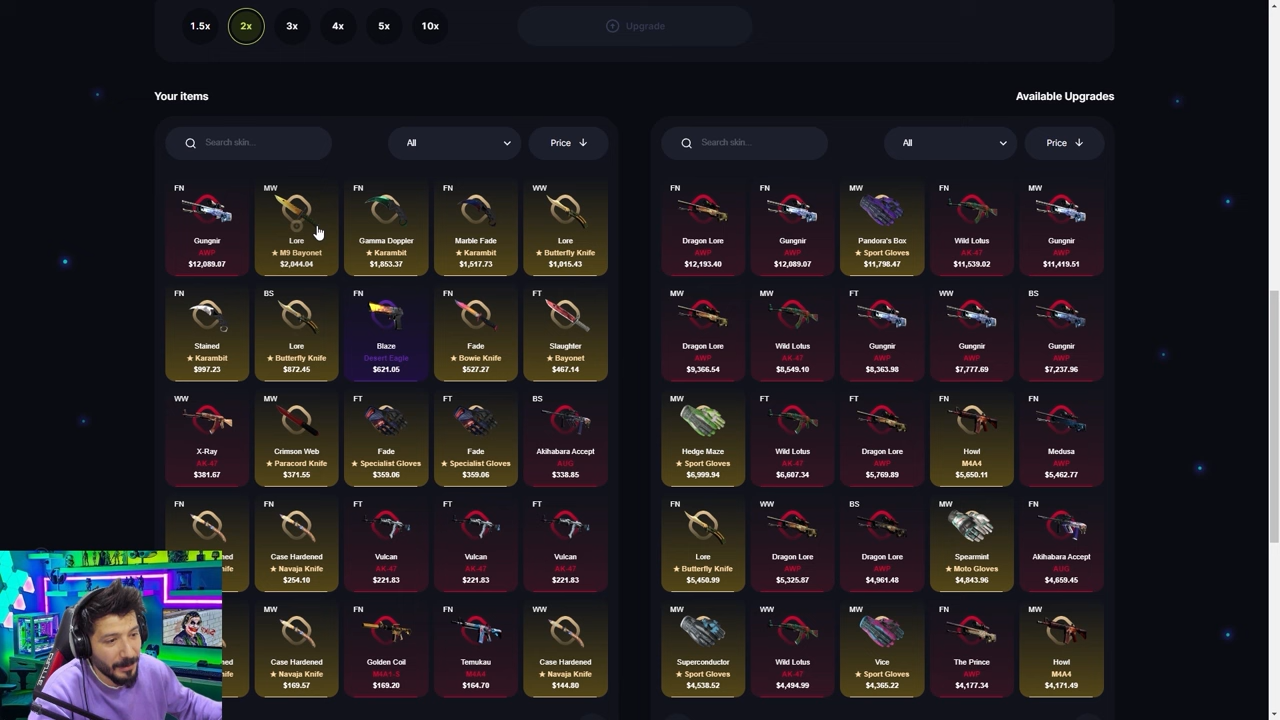 1.5x 2x 3x 4x 5x 10x Upgrade
Your items Available Upgrades
Search skin... All Price Search skin... All Price
FN MW FN FN WW FN FN MW FN MW
Gungnir Lore Gamma Doppler Marble Fade Lore Dragon Lore Gungnir Pandora's Box Wild Lotus Gungnir
AWP ★ M9 Bayonet ★ Karambit ★ Karambit ★ Butterfly Knife AWP AWP ★ Sport Gloves AK-47 AWP
$12,089.07 $2,044.04 $1,853.37 $1,517.73 $1,015.43 $12,193.40 $12,089.07 $11,798.47 $11,539.02 $11,419.51
FN BS FN FN FT MW MW FT WW BS
Stained Lore Blaze Fade Slaughter Dragon Lore Wild Lotus Gungnir Gungnir Gungnir
★ Karambit ★ Butterfly Knife Desert Eagle ★ Bowie Knife ★ Bayonet AWP AK-47 AWP AWP AWP
$997.23 $872.45 $621.05 $527.27 $467.14 $9,366.54 $8,549.10 $8,363.98 $7,777.69 $7,237.96
WW MW FT FT BS MW FT FT FN MW
X-Ray Crimson Web Fade Fade Akihabara Accept Hedge Maze Wild Lotus Dragon Lore Howl Medusa
AK-47 ★ Paracord Knife ★ Specialist Gloves ★ Specialist Gloves AUG ★ Sport Gloves AK-47 AWP M4A4 AWP
$381.67 $371.55 $359.06 $359.06 $338.85 $6,999.94 $6,607.34 $5,769.89 $5,650.11 $5,462.77
FN FN FT FT FT FN WW BS MW FN
Case Hardened Vulcan Vulcan Vulcan Lore Dragon Lore Dragon Lore Spearmint Akihabara Accept
★ Navaja Knife AK-47 AK-47 AK-47 ★ Butterfly Knife AWP AWP ★ Moto Gloves AUG
$254.10 $221.83 $221.83 $221.83 $5,450.99 $5,325.87 $4,961.48 $4,843.96 $4,659.45
MW FN FN WW MW WW MW FN MW
Case Hardened Golden Coil Temukau Case Hardened Superconductor Wild Lotus Vice The Prince Howl
★ Navaja Knife M4A1-S M4A4 ★ Navaja Knife ★ Sport Gloves AK-47 ★ Sport Gloves AWP M4A4
$169.57 $169.20 $164.70 $144.80 $4,538.52 $4,494.99 $4,365.22 $4,177.34 $4,171.49